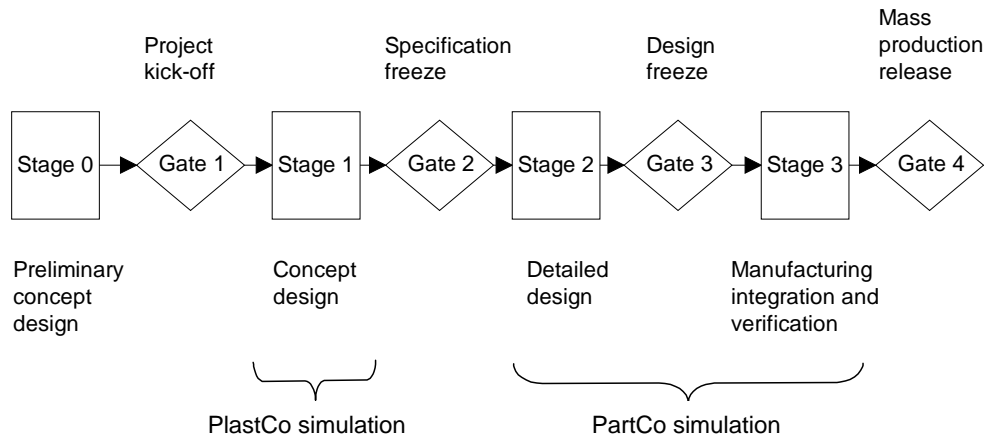 Project
kick-off
Specification
freeze
Design
freeze
Mass
production
release
Stage 0
Gate 1
Stage 1
Gate 2
Stage 2
Gate 3
Stage 3
Gate 4
Preliminary
concept
design
Concept
design
Detailed
design
Manufacturing
integration and
verification
PlastCo simulation
PartCo simulation